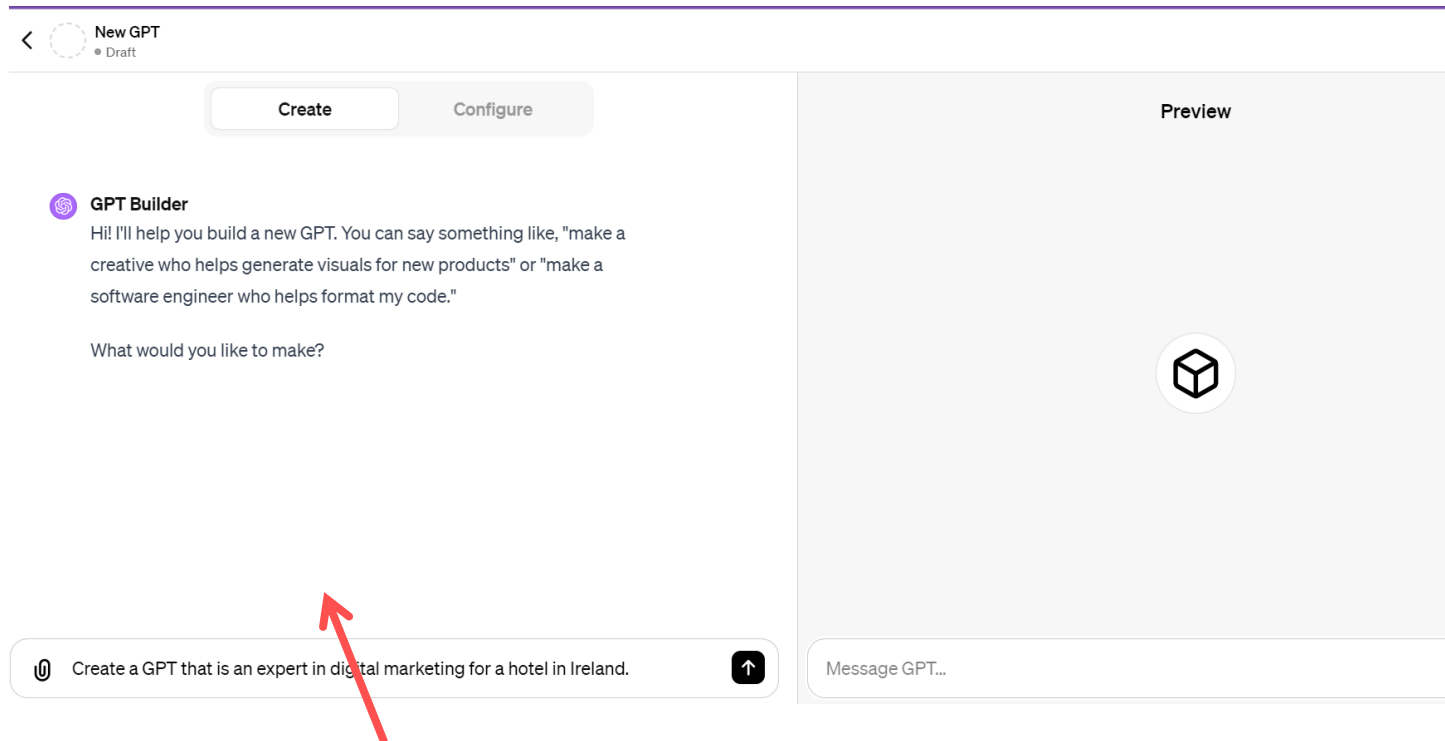 New GPT
Draft
Create
Configure
Preview
GPT Builder
Hi! I'll help you build a new GPT. You can say something like, "make a
creative who helps generate visuals for new products" or "make a
software engineer who helps format my code."
What would you like to make?
Create a GPT that is an expert in digital marketing for a hotel in Ireland.
Message GPT...